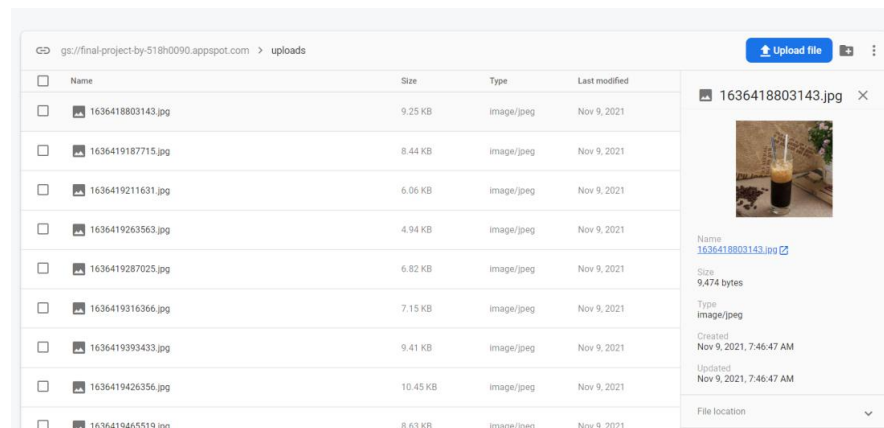 gs://final-project-by-518h0090.appspot.com > uploads
Upload file
Name Size Type Last modified
1636418803143.jpg 9.25 KB image/jpeg Nov 9, 2021
1636419187715.jpg 8.44 KB image/jpeg Nov 9, 2021
1636419211631.jpg 6.06 KB image/jpeg Nov 9, 2021
1636419263563.jpg 4.94 KB image/jpeg Nov 9, 2021
1636419287025.jpg 6.82 KB image/jpeg Nov 9, 2021
1636419316366.jpg 7.15 KB image/jpeg Nov 9, 2021
1636419393433.jpg 9.41 KB image/jpeg Nov 9, 2021
1636419426356.jpg 10.45 KB image/jpeg Nov 9, 2021
1636419465519.jpg 8.63 KB image/jpeg Nov 9, 2021
1636418803143.jpg
Name
1636418803143.jpg
Size
9,474 bytes
Type
image/jpeg
Created
Nov 9, 2021, 7:46:47 AM
Updated
Nov 9, 2021, 7:46:47 AM
File location